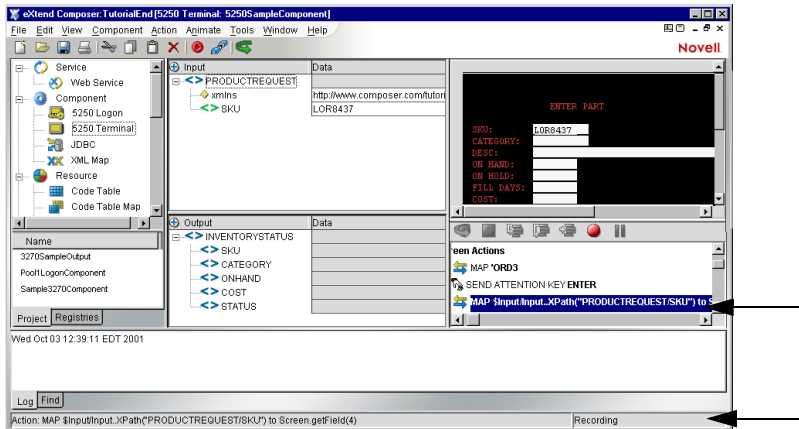 eXtend Composer:TutorialEnd [5250 Terminal: 5250SampleComponent]
File Edit View Component Action Animate Tools Window Help
Novell
Service
Web Service
Component
5250 Logon
5250 Terminal
JDBC
XML Map
Resource
Code Table
Code Table Map
Name
3270SampleOutput
Pool1LogonComponent
Sample3270Component
Project Registries
Input Data
PRODUCTREQUEST
xmlns http://www.composer.com/tutori
SKU LOR8437
Output Data
INVENTORYSTATUS
SKU
CATEGORY
ONHAND
COST
STATUS
ENTER PART
SKU: LOR8437
CATEGORY:
DESC:
ON HAND:
ON HOLD:
FILL DAYS:
COST:
een Actions
MAP "ORD3
SEND ATTENTION KEY ENTER
MAP $Input/Input..XPath("PRODUCTREQUEST/SKU") to S
Wed Oct 03 12:39:11 EDT 2001
Log Find
Action: MAP $Input/Input..XPath("PRODUCTREQUEST/SKU") to Screen.getField(4) Recording